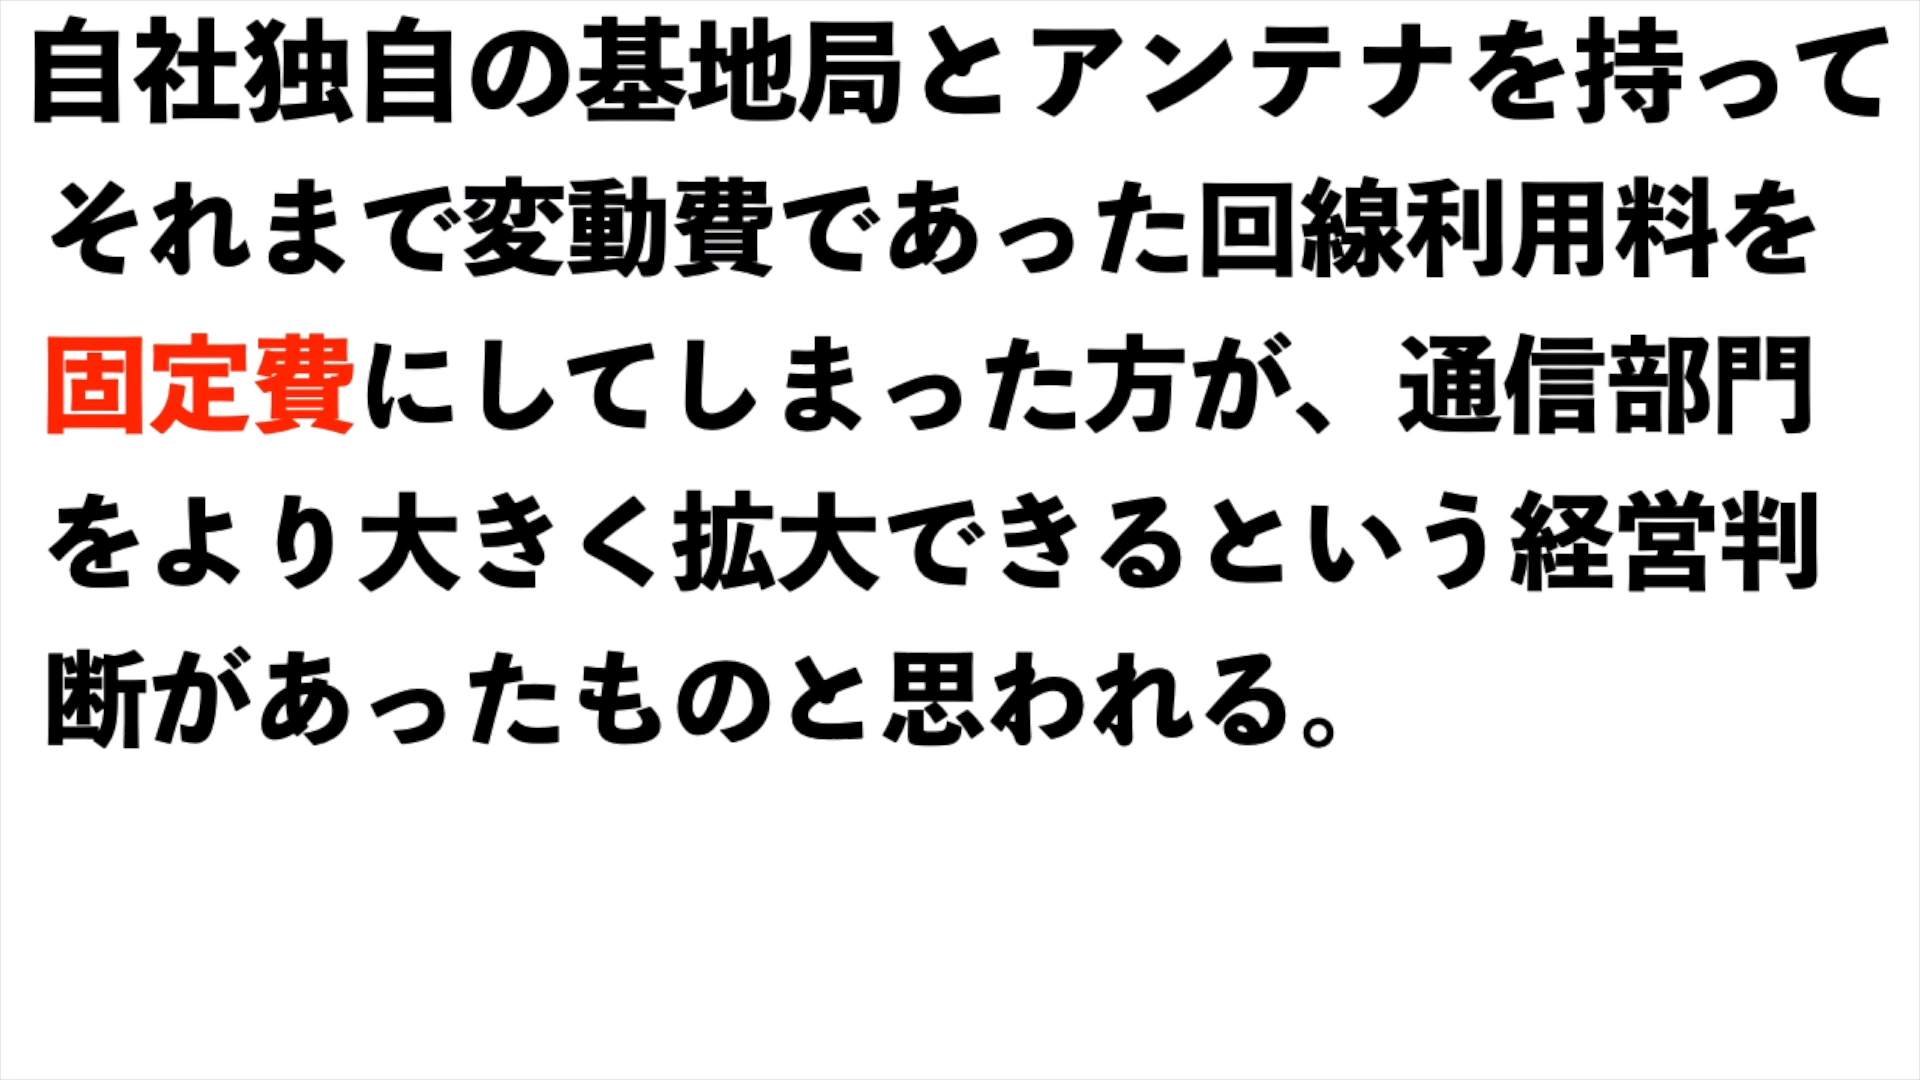 自社独自の基地局とアンテナを持って
それまで変動費であった回線利用料を
固定費にしてしまった方が、通信部門
をより大きく拡大できるという経営判
断があったものと思われる。